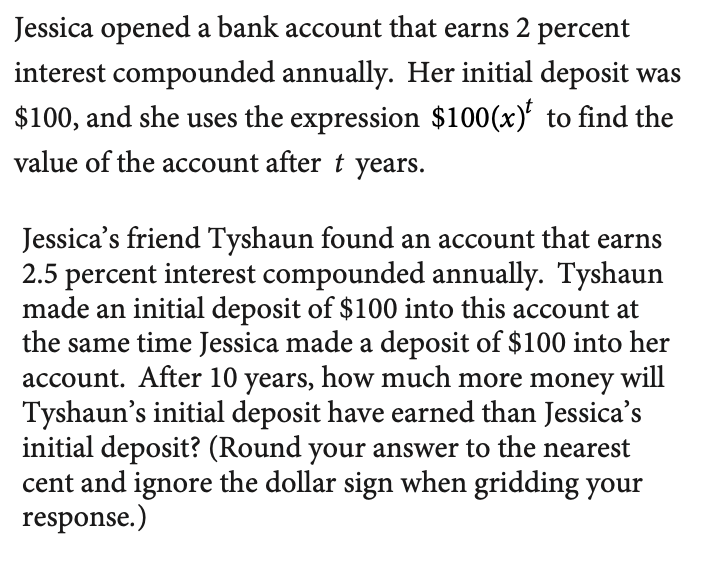 Jessica opened a bank account that earns 2 percent
interest compounded annually. Her initial deposit was
$100, and she uses the expression $100(x)^t to find the
value of the account after t years.
Jessica’s friend Tyshaun found an account that earns
2.5 percent interest compounded annually. Tyshaun
made an initial deposit of $100 into this account at
the same time Jessica made a deposit of $100 into her
account. After 10 years, how much more money will
Tyshaun’s initial deposit have earned than Jessica’s
initial deposit? (Round your answer to the nearest
cent and ignore the dollar sign when gridding your
response.)